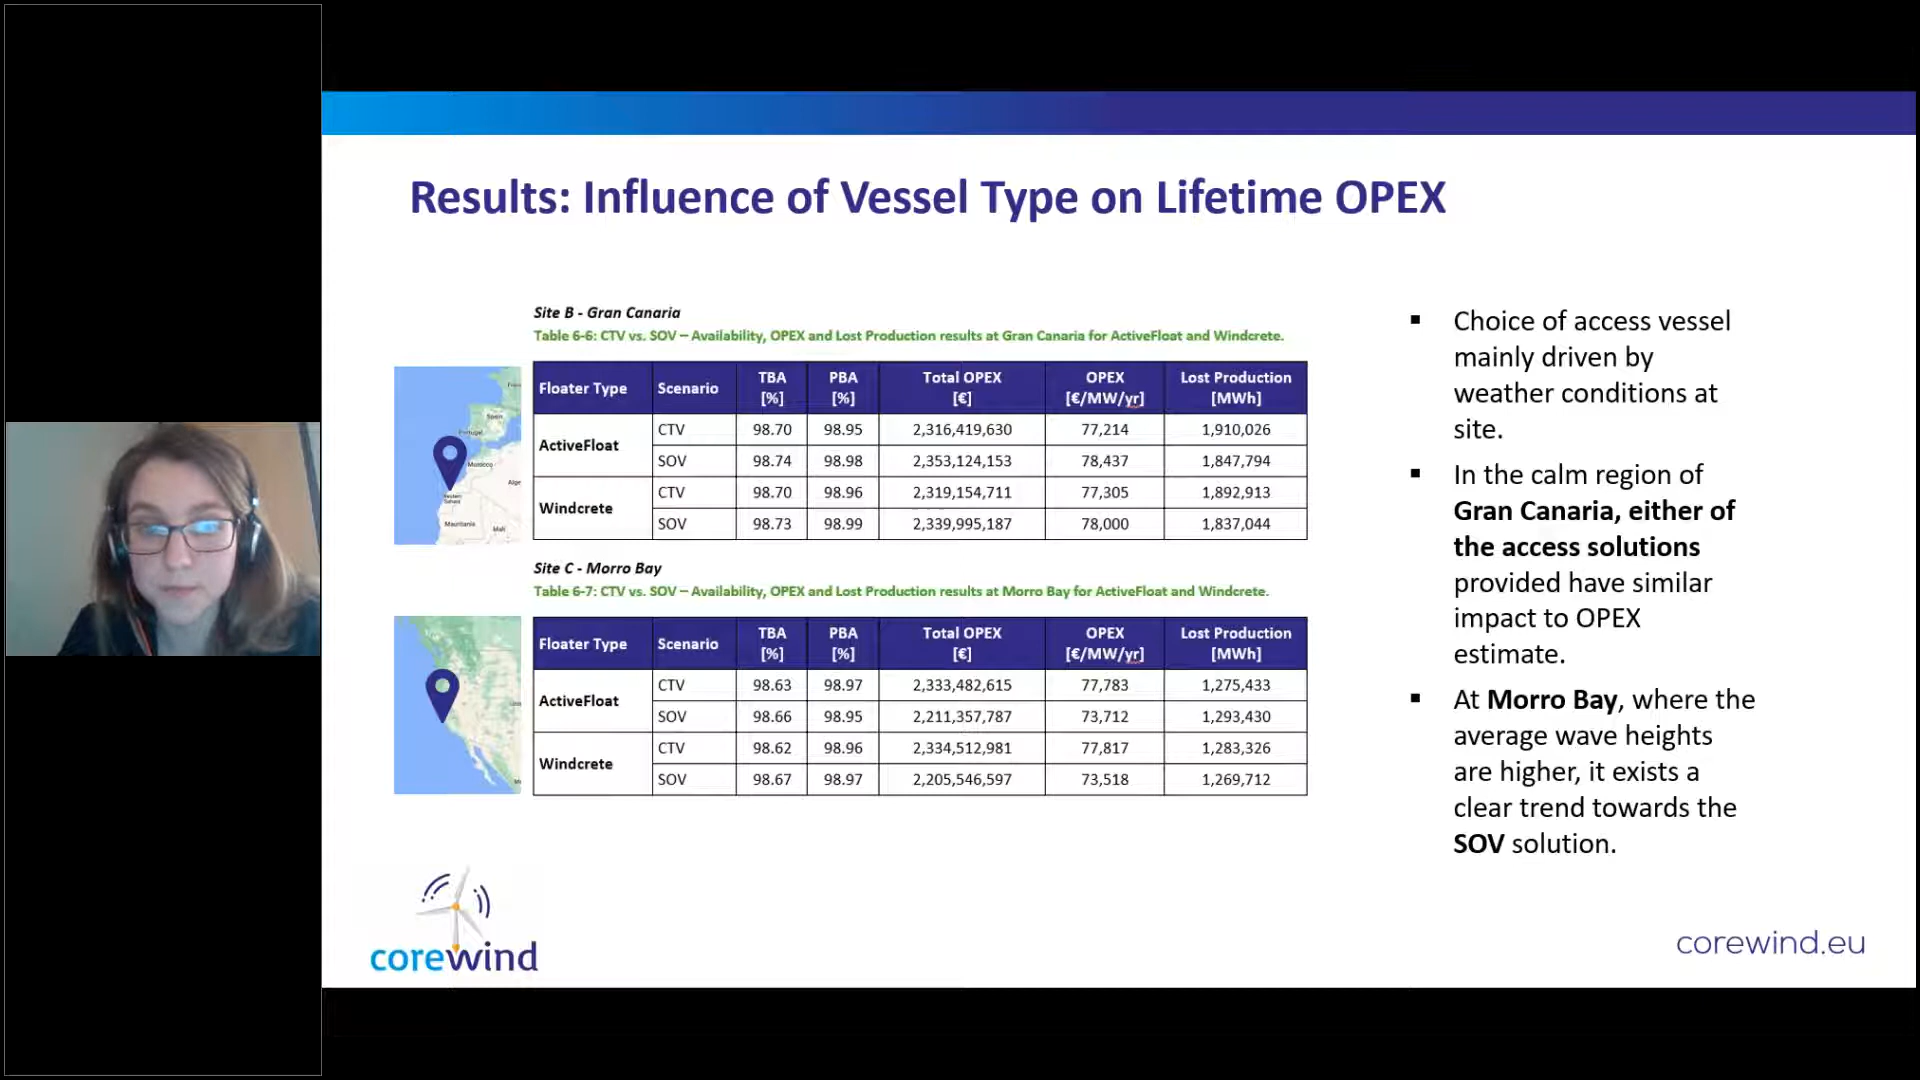 Results: Influence of Vessel Type on Lifetime OPEX
Site B - Gran Canaria
Table 6-6: CTV vs. SOV – Availability, OPEX and Lost Production results at Gran Canaria for ActiveFloat and Windcrete.
Floater Type Scenario TBA [%] PBA [%] Total OPEX [€] OPEX [€/MW/yr] Lost Production [MWh]
ActiveFloat
CTV 98.70 98.95 2,316,419,630 77,214 1,910,026
SOV 98.74 98.98 2,353,124,153 78,437 1,847,794
Windcrete
CTV 98.70 98.96 2,319,154,711 77,305 1,892,913
SOV 98.73 98.99 2,339,995,187 78,000 1,837,044
Spain
Portugal
Morocco
Mauritania
Mali
Site C - Morro Bay
Table 6-7: CTV vs. SOV – Availability, OPEX and Lost Production results at Morro Bay for ActiveFloat and Windcrete.
Floater Type Scenario TBA [%] PBA [%] Total OPEX [€] OPEX [€/MW/yr] Lost Production [MWh]
ActiveFloat
CTV 98.63 98.97 2,333,482,615 77,783 1,275,433
SOV 98.66 98.95 2,211,357,787 73,712 1,293,430
Windcrete
CTV 98.62 98.96 2,334,512,981 77,817 1,283,326
SOV 98.67 98.97 2,205,546,597 73,518 1,269,712
▪ Choice of access vessel
mainly driven by
weather conditions at
site.
▪ In the calm region of
Gran Canaria, either of
the access solutions
provided have similar
impact to OPEX
estimate.
▪ At Morro Bay, where the
average wave heights
are higher, it exists a
clear trend towards the
SOV solution.
corewind
corewind.eu